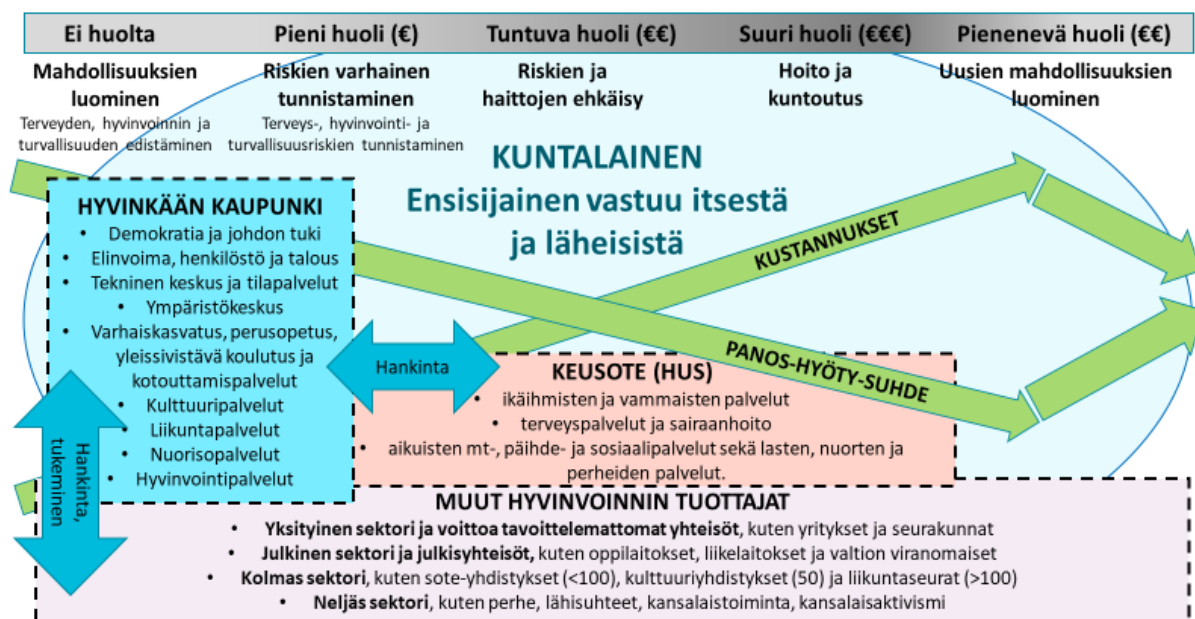 Ei huolta
Pieni huoli (€)
Tuntuva huoli (€€)
Suuri huoli (€€€)
Pienenevä huoli (€€)
Mahdollisuuksien
luominen
Terveyden, hyvinvoinnin ja
turvallisuuden edistäminen
Riskien varhainen
tunnistaminen
Terveys-, hyvinvointi- ja
turvallisuusriskien tunnistaminen
Riskien ja
haittojen ehkäisy
Hoito ja
kuntoutus
Uusien mahdollisuuksien
luominen
KUNTALAINEN
Ensisijainen vastuu itsestä
ja läheisistä
HYVINKÄÄN KAUPUNKI
• Demokratia ja johdon tuki
• Elinvoima, henkilöstö ja talous
• Tekninen keskus ja tilapalvelut
• Ympäristökeskus
• Varhaiskasvatus, perusopetus,
yleissivistävä koulutus ja
kotouttamispalvelut
• Kulttuuripalvelut
• Liikuntapalvelut
• Nuorisopalvelut
• Hyvinvointipalvelut
Hankinta,
tukeminen
Hankinta
KUSTANNUKSET
PANOS-HYÖTY-SUHDE
KEUSOTE (HUS)
• ikäihmisten ja vammaisten palvelut
• terveyspalvelut ja sairaanhoito
• aikuisten mt-, päihde- ja sosiaalipalvelut sekä lasten, nuorten ja
perheiden palvelut.
MUUT HYVINVOINNIN TUOTTAJAT
• Yksityinen sektori ja voittoa tavoittelemattomat yhteisöt, kuten yritykset ja seurakunnat
• Julkinen sektori ja julkisyhteisöt, kuten oppilaitokset, liikelaitokset ja valtion viranomaiset
• Kolmas sektori, kuten sote-yhdistykset (<100), kulttuuriyhdistykset (50) ja liikuntaseurat (>100)
• Neljäs sektori, kuten perhe, lähisuhteet, kansalaistoiminta, kansalaisaktivismi